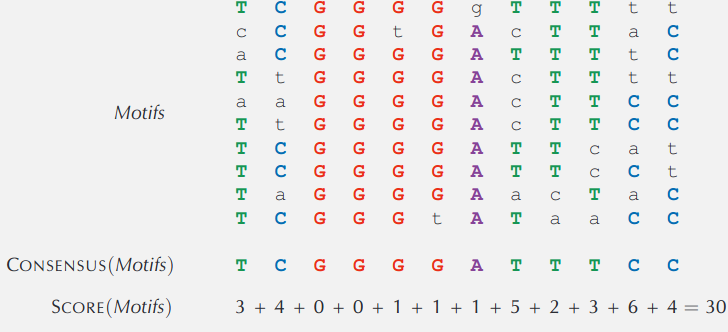 T C G G G G g T T T t t
c C G G t G A c T T a C
a C G G G G A T T T t C
T t G G G G A c T T t t
a a G G G G A c T T C C
Motifs
T t G G G G A c T T C C
T C G G G G A T T c a t
T C G G G G A T T c C t
T a G G G G A a c T a C
T C G G G t A T a a C C
CONSENSUS(Motifs) T C G G G G A T T T C C
SCORE(Motifs) 3 + 4 + 0 + 0 + 1 + 1 + 1 + 5 + 2 + 3 + 6 + 4 = 30